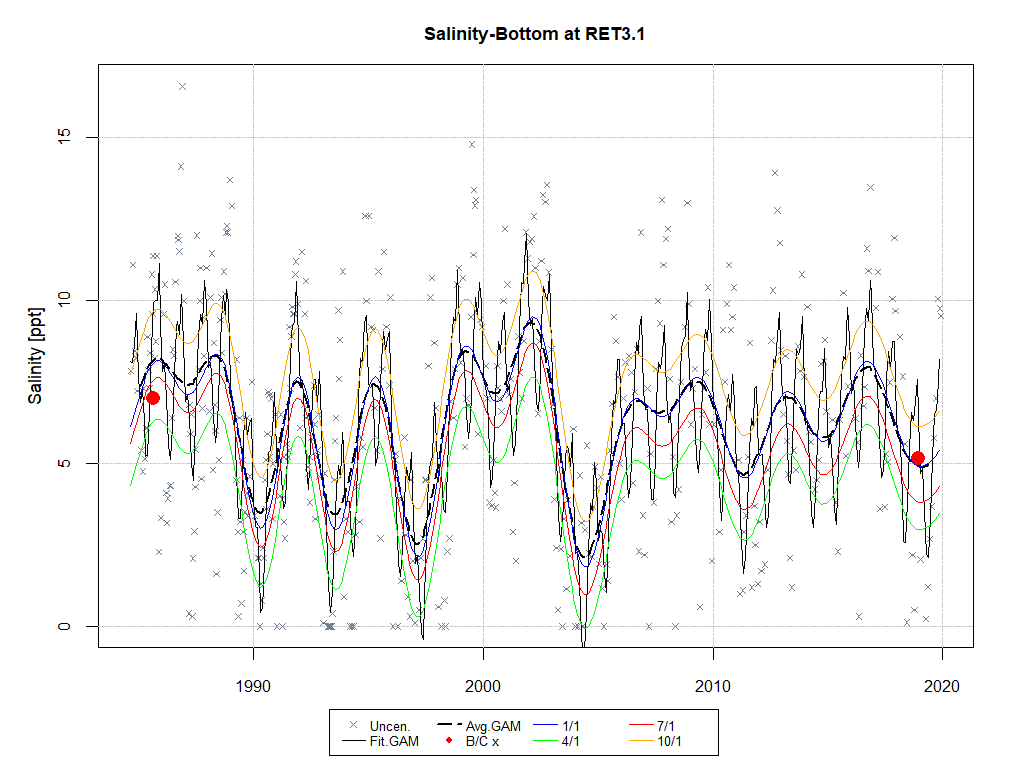 Salinity-Bottom at RET3.1
Salinity [ppt]
15
10
5
0
1990 2000 2010 2020
Uncen. Avg.GAM 1/1 7/1
Fit.GAM B/C x 4/1 10/1